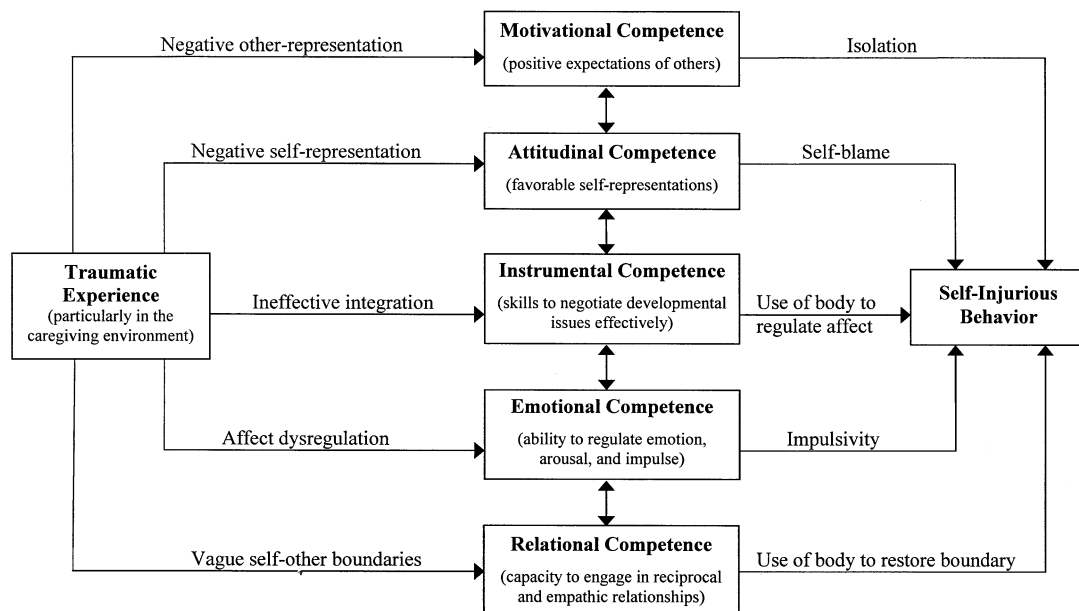 Negative other-representation
Motivational Competence
(positive expectations of others)
Isolation
Negative self-representation
Attitudinal Competence
(favorable self-representations)
Self-blame
Traumatic
Experience
(particularly in the
caregiving environment)
Ineffective integration
Instrumental Competence
(skills to negotiate developmental
issues effectively)
Use of body to
regulate affect
Self-Injurious
Behavior
Affect dysregulation
Emotional Competence
(ability to regulate emotion,
arousal, and impulse)
Impulsivity
Vague self-other boundaries
Relational Competence
(capacity to engage in reciprocal
and empathic relationships)
Use of body to restore boundary